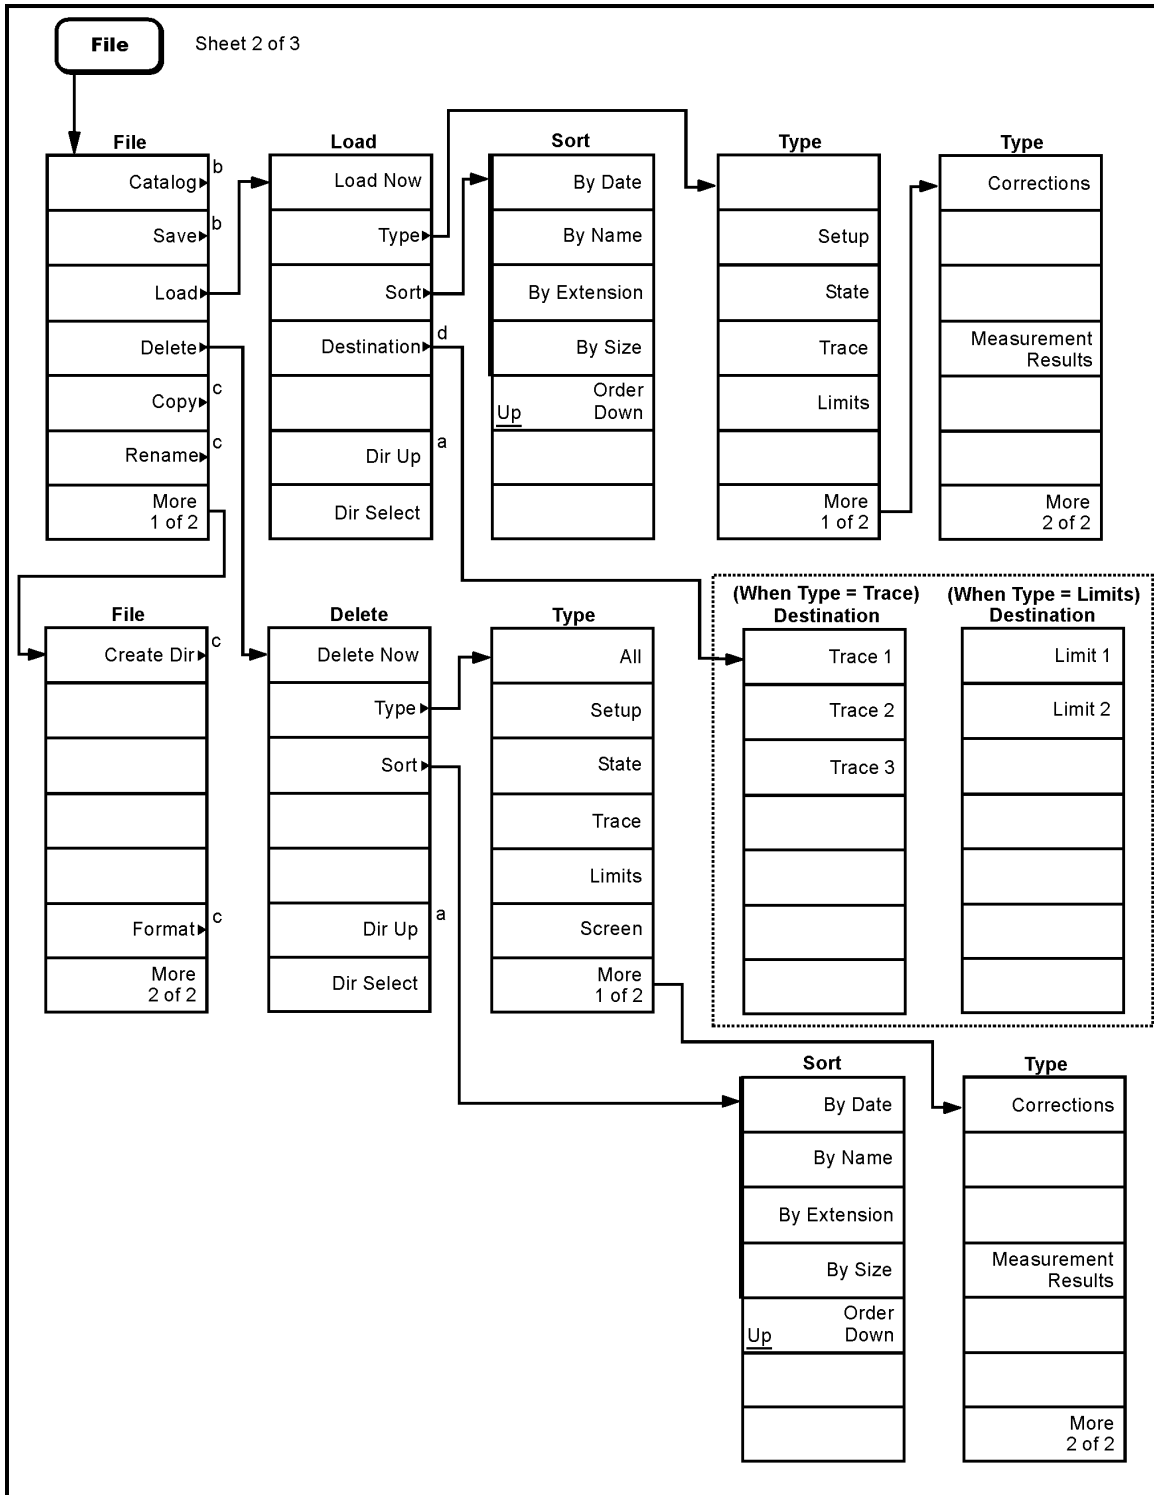 File
Sheet 2 of 3
File
Catalog
b
Save
b
Load
Delete
Copy
c
Rename
c
More
1 of 2
Load
Load Now
Type
Sort
Destination
d
Dir Up
a
Dir Select
Sort
By Date
By Name
By Extension
By Size
Order
Up Down
Type
Setup
State
Trace
Limits
More
1 of 2
Type
Corrections
Measurement
Results
More
2 of 2
File
Create Dir
c
Format
c
More
2 of 2
Delete
Delete Now
Type
Sort
Dir Up
a
Dir Select
Type
All
Setup
State
Trace
Limits
Screen
More
1 of 2
(When Type = Trace)
Destination
Trace 1
Trace 2
Trace 3
(When Type = Limits)
Destination
Limit 1
Limit 2
Sort
By Date
By Name
By Extension
By Size
Order
Up Down
Type
Corrections
Measurement
Results
More
2 of 2